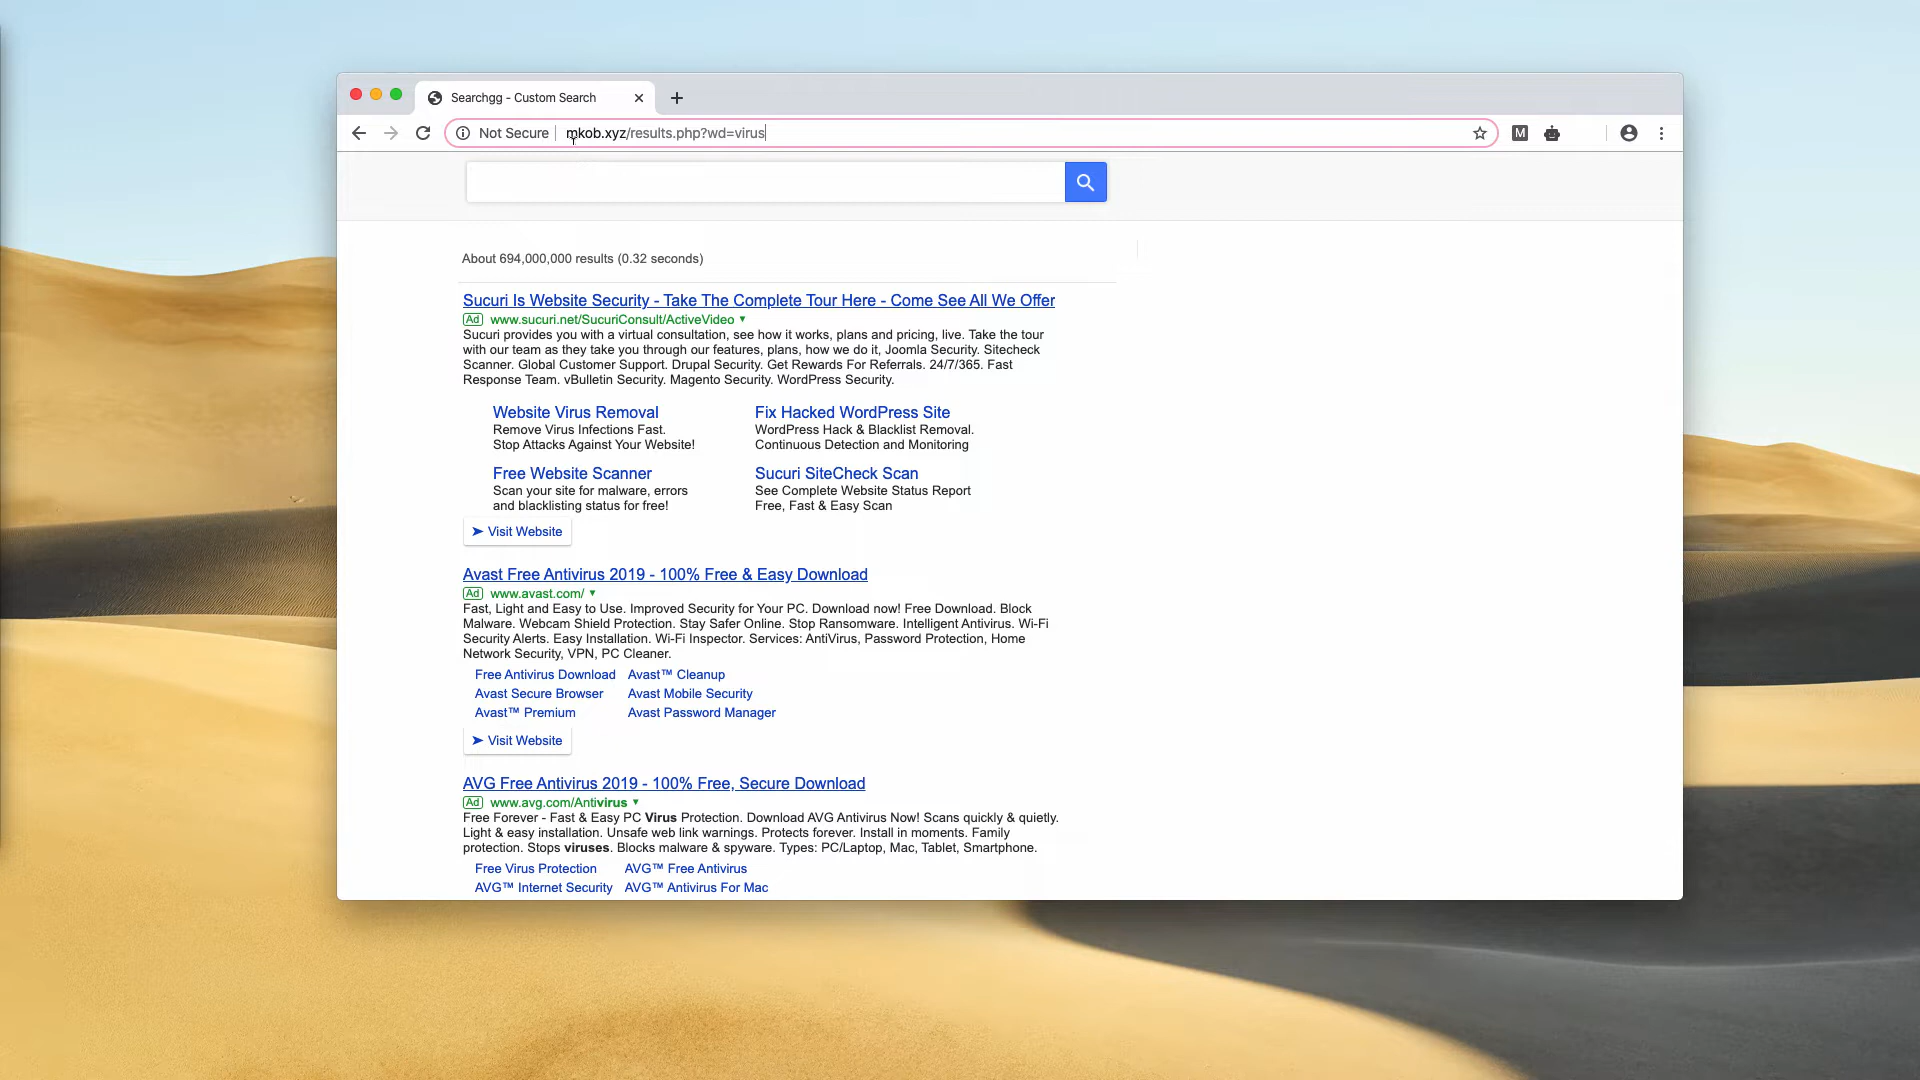 Searchgg - Custom Search
Not Secure
mkob.xyz/results.php?wd=virus
M
About 694,000,000 results (0.32 seconds)
Sucuri Is Website Security - Take The Complete Tour Here - Come See All We Offer
Ad www.sucuri.net/SucuriConsult/ActiveVideo
Sucuri provides you with a virtual consultation, see how it works, plans and pricing, live. Take the tour
with our team as they take you through our features, plans, how we do it, Joomla Security. Sitecheck
Scanner. Global Customer Support. Drupal Security. Get Rewards For Referrals. 24/7/365. Fast
Response Team. vBulletin Security. Magento Security. WordPress Security.
Website Virus Removal
Remove Virus Infections Fast.
Stop Attacks Against Your Website!
Fix Hacked WordPress Site
WordPress Hack & Blacklist Removal.
Continuous Detection and Monitoring
Free Website Scanner
Scan your site for malware, errors
and blacklisting status for free!
Sucuri SiteCheck Scan
See Complete Website Status Report
Free, Fast & Easy Scan
Visit Website
Avast Free Antivirus 2019 - 100% Free & Easy Download
Ad www.avast.com/
Fast, Light and Easy to Use. Improved Security for Your PC. Download now! Free Download. Block
Malware. Webcam Shield Protection. Stay Safer Online. Stop Ransomware. Intelligent Antivirus. Wi-Fi
Security Alerts. Easy Installation. Wi-Fi Inspector. Services: AntiVirus, Password Protection, Home
Network Security, VPN, PC Cleaner.
Free Antivirus Download Avast™ Cleanup
Avast Secure Browser Avast Mobile Security
Avast™ Premium Avast Password Manager
Visit Website
AVG Free Antivirus 2019 - 100% Free, Secure Download
Ad www.avg.com/Antivirus
Free Forever - Fast & Easy PC Virus Protection. Download AVG Antivirus Now! Scans quickly & quietly.
Light & easy installation. Unsafe web link warnings. Protects forever. Install in moments. Family
protection. Stops viruses. Blocks malware & spyware. Types: PC/Laptop, Mac, Tablet, Smartphone.
Free Virus Protection AVG™ Free Antivirus
AVG™ Internet Security AVG™ Antivirus For Mac